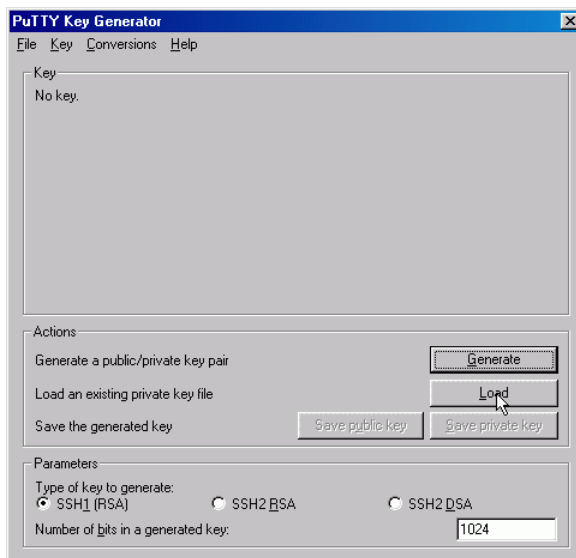 PuTTY Key Generator
File Key Conversions Help
Key
No key.
Actions
Generate a public/private key pair Generate
Load an existing private key file Load
Save the generated key Save public key Save private key
Parameters
Type of key to generate:
SSH1 (RSA) SSH2 RSA SSH2 DSA
Number of bits in a generated key: 1024